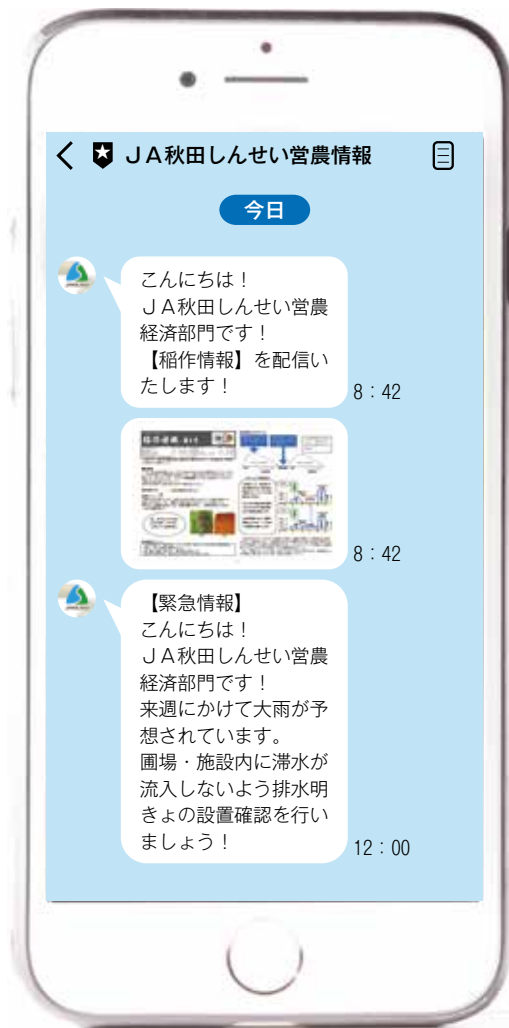 ＪＡ秋田しんせい営農情報
今日
こんにちは！
ＪＡ秋田しんせい営農
経済部門です！
【稲作情報】を配信い
たします！
8：42
8：42
【緊急情報】
こんにちは！
ＪＡ秋田しんせい営農
経済部門です！
来週にかけて大雨が予
想されています。
圃場・施設内に滞水が
流入しないよう排水明
きょの設置確認を行い
ましょう！
12：00